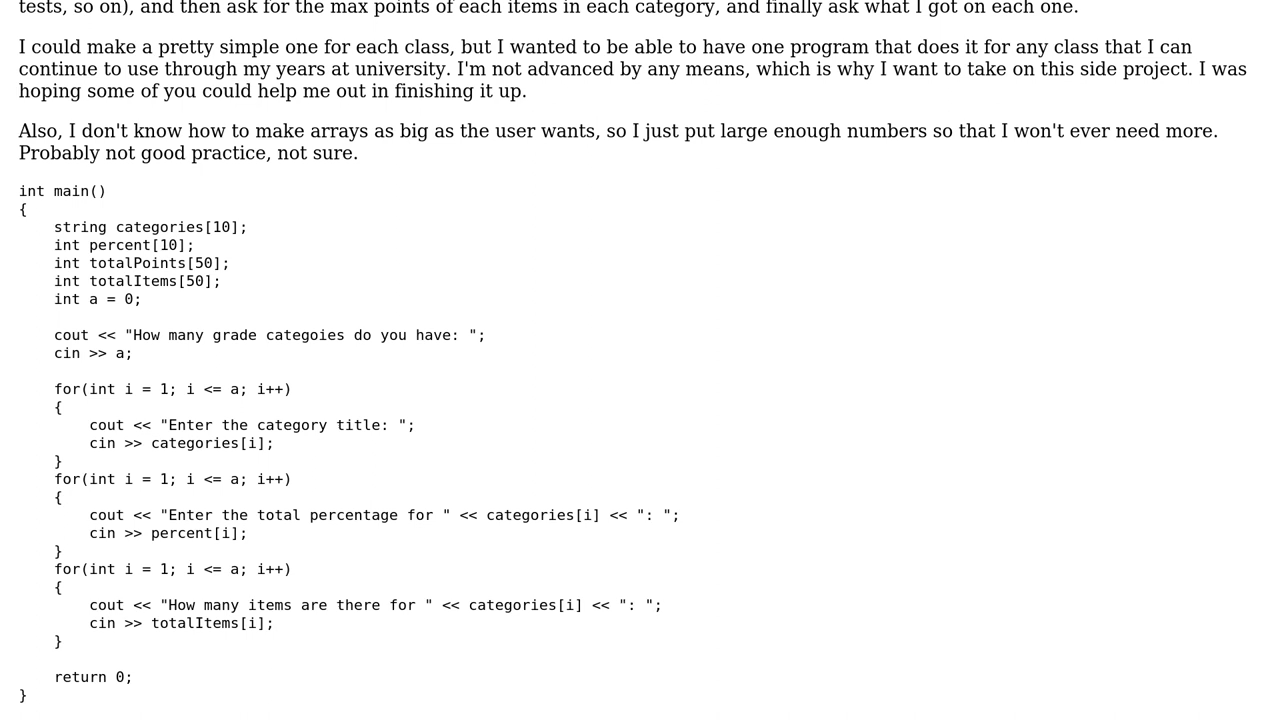 tests, so on), and then ask for the max points of each items in each category, and finally ask what I got on each one.
I could make a pretty simple one for each class, but I wanted to be able to have one program that does it for any class that I can
continue to use through my years at university. I'm not advanced by any means, which is why I want to take on this side project. I was
hoping some of you could help me out in finishing it up.
Also, I don't know how to make arrays as big as the user wants, so I just put large enough numbers so that I won't ever need more.
Probably not good practice, not sure.
int main()
{
    string categories[10];
    int percent[10];
    int totalPoints[50];
    int totalItems[50];
    int a = 0;
    cout << "How many grade categoies do you have: ";
    cin >> a;
    for(int i = 1; i <= a; i++)
    {
        cout << "Enter the category title: ";
        cin >> categories[i];
    }
    for(int i = 1; i <= a; i++)
    {
        cout << "Enter the total percentage for " << categories[i] << ": ";
        cin >> percent[i];
    }
    for(int i = 1; i <= a; i++)
    {
        cout << "How many items are there for " << categories[i] << ": ";
        cin >> totalItems[i];
    }
    return 0;
}